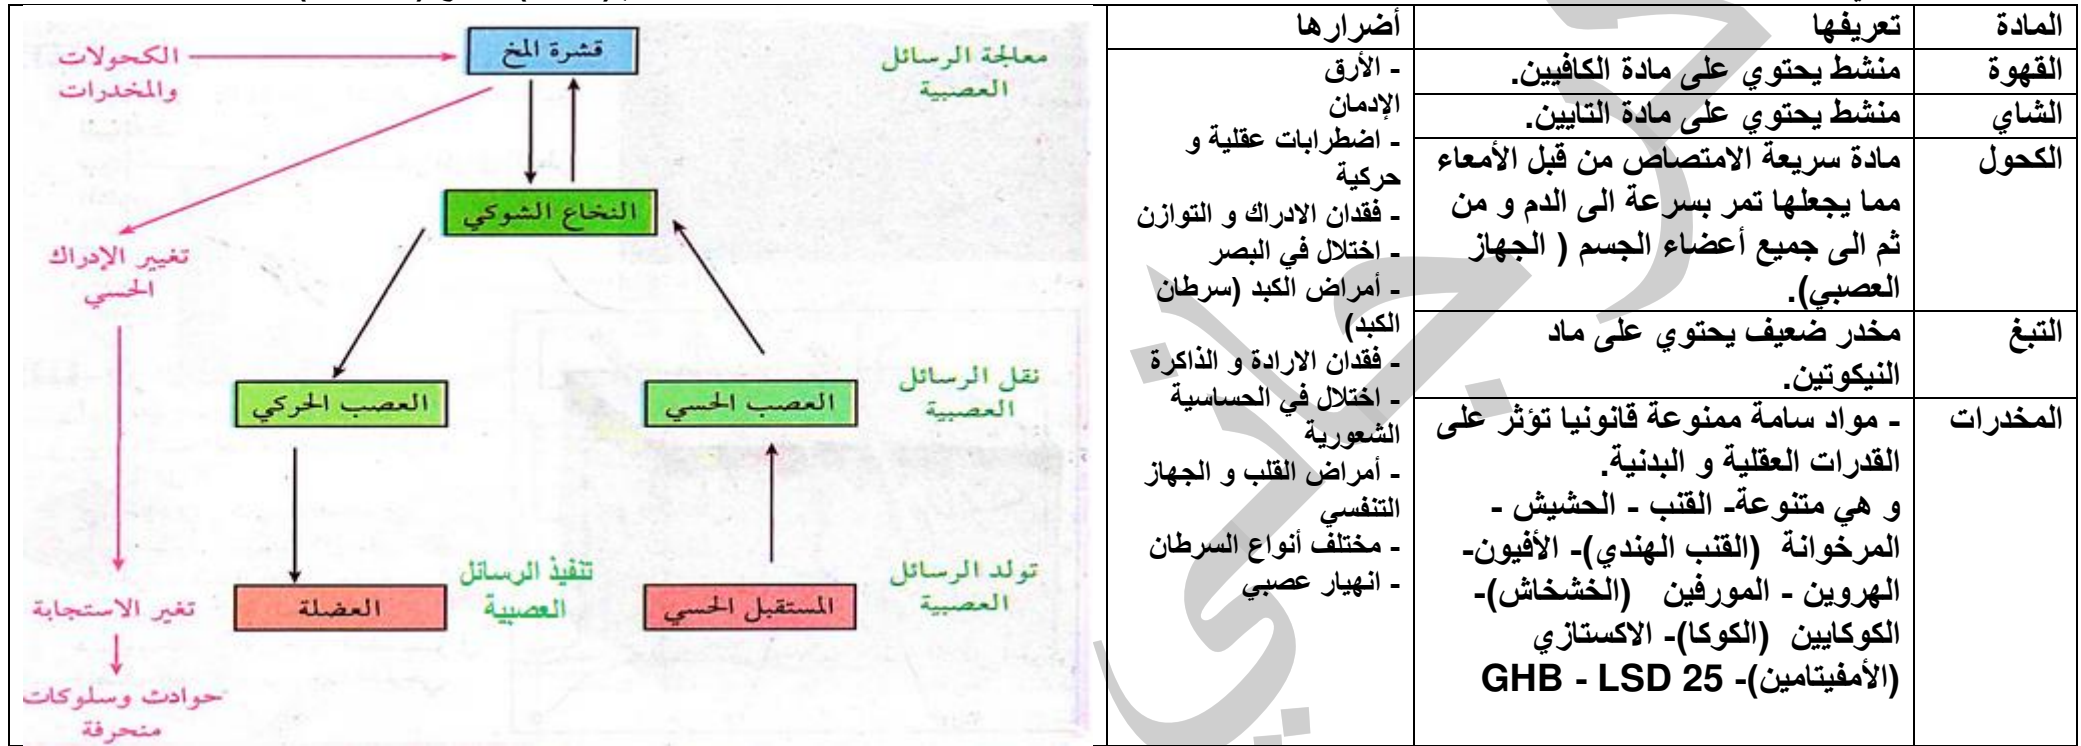 المادة
تعريفها
أضرارها
القهوة
منشط يحتوي على مادة الكافيين.
الشاي
منشط يحتوي على مادة التايين.
الكحول
مادة سريعة الامتصاص من قبل الأمعاء
مما يجعلها تمر بسرعة الى الدم و من
ثم الى جميع أعضاء الجسم ( الجهاز
العصبي).
التبغ
مخدر ضعيف يحتوي على ماد
النيكوتين.
المخدرات
- مواد سامة ممنوعة قانونيا تؤثر على
القدرات العقلية و البدنية.
و هي متنوعة- القنب - الحشيش -
المرخوانة (القنب الهندي)- الأفيون-
الهروين - المورفين (الخشخاش)-
الكوكايين (الكوكا)- الاكستازي
(الأمفيتامين)- GHB - LSD 25
- الأرق
الإدمان
- اضطرابات عقلية و
حركية
- فقدان الادراك و التوازن
- اختلال في البصر
- أمراض الكبد (سرطان
الكبد)
- فقدان الارادة و الذاكرة
- اختلال في الحساسية
الشعورية
- أمراض القلب و الجهاز
التنفسي
- مختلف أنواع السرطان
- انهيار عصبي
معالجة الرسائل
العصبية
قشرة المخ
الكحولات
والمخدرات
النخاع الشوكي
تغيير الإدراك
الحسي
نقل الرسائل
العصبية
العصب الحسي
العصب الحركي
تولد الرسائل
العصبية
المستقبل الحسي
تنفيذ الرسائل
العصبية
العضلة
تغير الاستجابة
حوادث وسلوكات
منحرفة